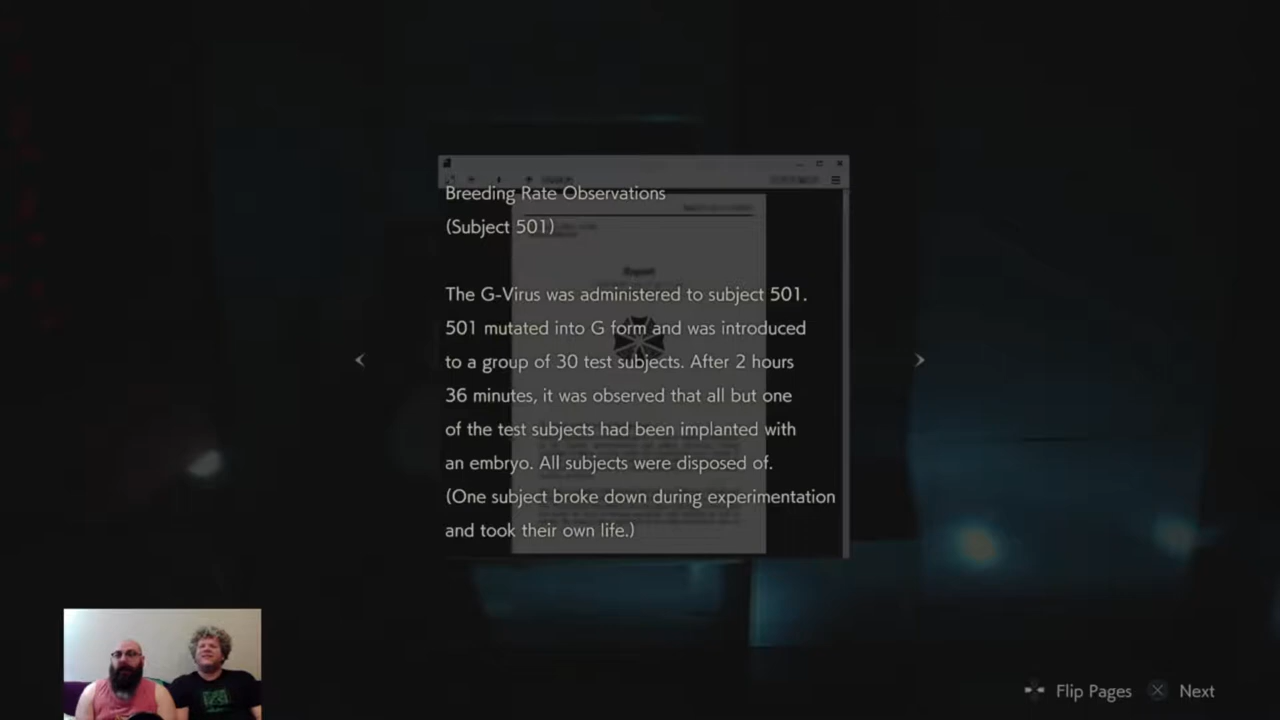 Breeding Rate Observations
(Subject 501)
The G-Virus was administered to subject 501.
501 mutated into G form and was introduced
to a group of 30 test subjects. After 2 hours
36 minutes, it was observed that all but one
of the test subjects had been implanted with
an embryo. All subjects were disposed of.
(One subject broke down during experimentation
and took their own life.)
Flip Pages
Next